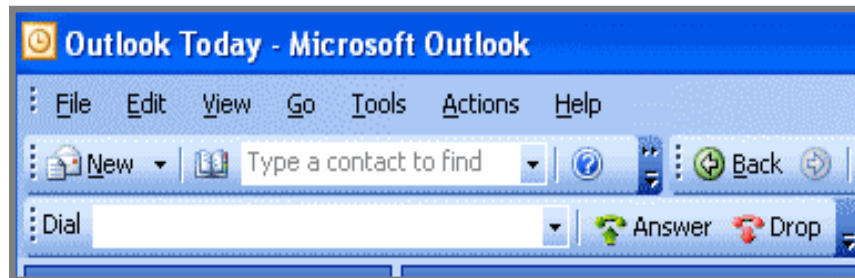 Outlook Today - Microsoft Outlook
File Edit View Go Tools Actions Help
New Type a contact to find Back
Dial Answer Drop